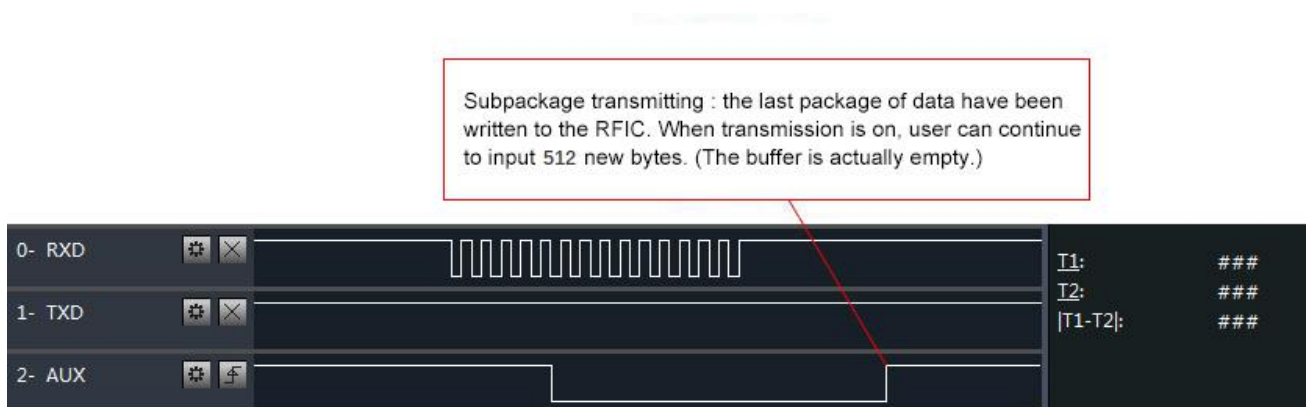 Subpackage transmitting : the last package of data have been
written to the RFIC. When transmission is on, user can continue
to input 512 new bytes. (The buffer is actually empty.)
0- RXD
T1: ###
1- TXD
T2: ###
|T1-T2|: ###
2- AUX